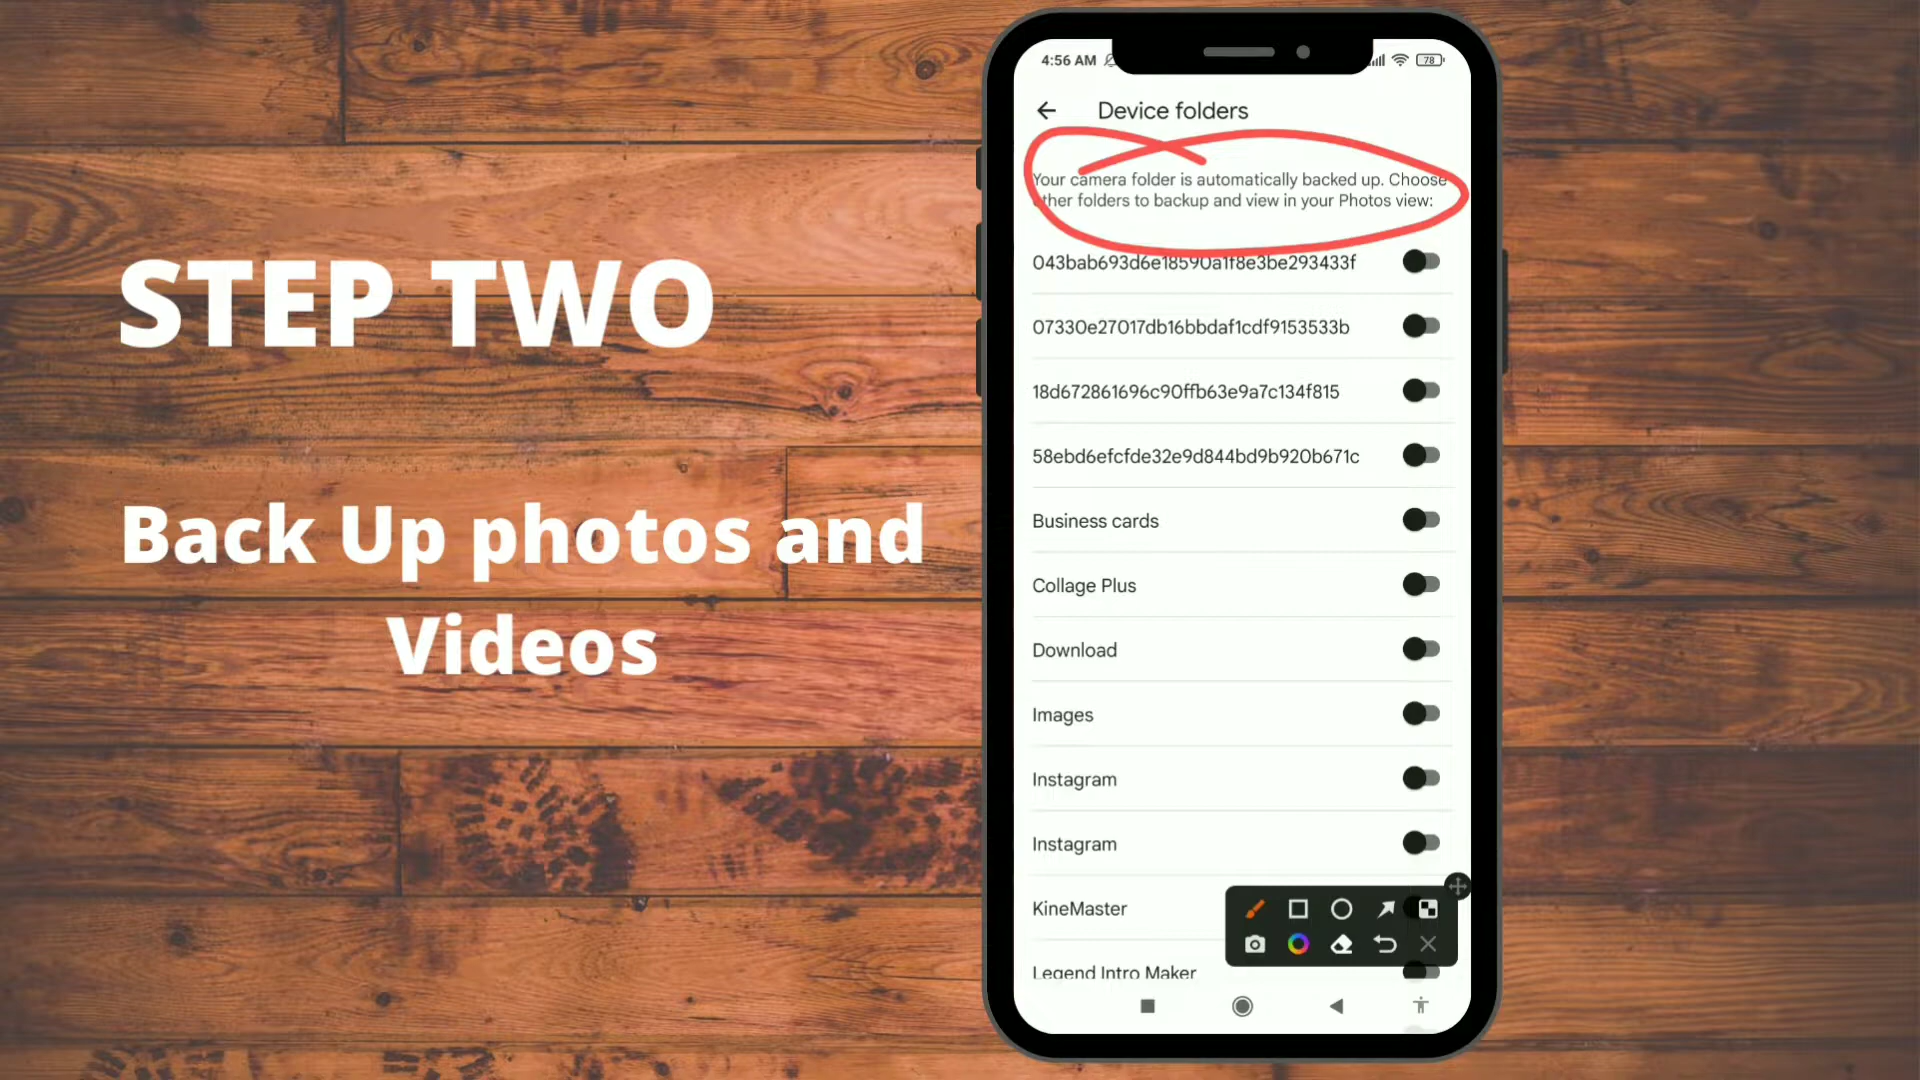 STEP TWO
Back Up photos and
Videos
4:56 AM
78
Device folders
Your camera folder is automatically backed up. Choose
other folders to backup and view in your Photos view:
043bab693d6e18590a1f8e3be293433f
07330e27017db16bbdaf1cdf9153533b
18d672861696c90ffb63e9a7c134f815
58ebd6efcfde32e9d844bd9b920b671c
Business cards
Collage Plus
Download
Images
Instagram
Instagram
KineMaster
Legend Intro Maker